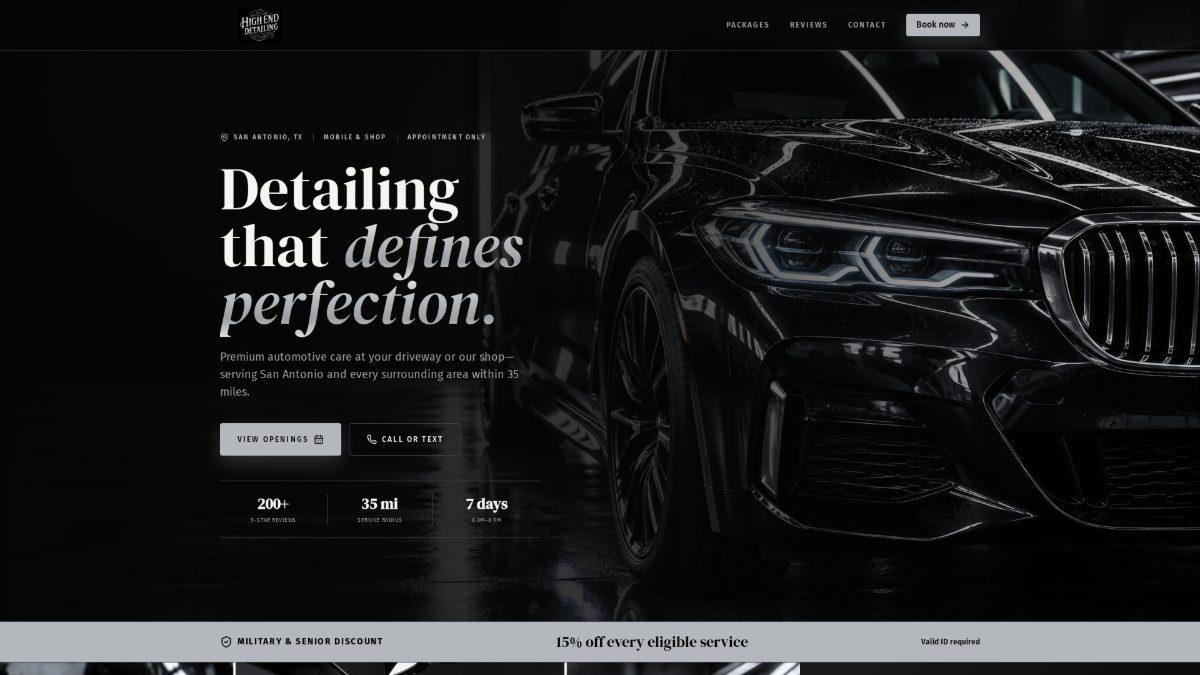 HIGH END
DETAILING
PACKAGES
REVIEWS
CONTACT
Book now
SAN ANTONIO, TX
MOBILE & SHOP
APPOINTMENT ONLY
Detailing
that defines
perfection.
Premium automotive care at your driveway or our shop—
serving San Antonio and every surrounding area within 35
miles.
VIEW OPENINGS
CALL OR TEXT
200+
5-STAR REVIEWS
35 mi
SERVICE RADIUS
7 days
6 AM–8 PM
MILITARY & SENIOR DISCOUNT
15% off every eligible service
Valid ID required